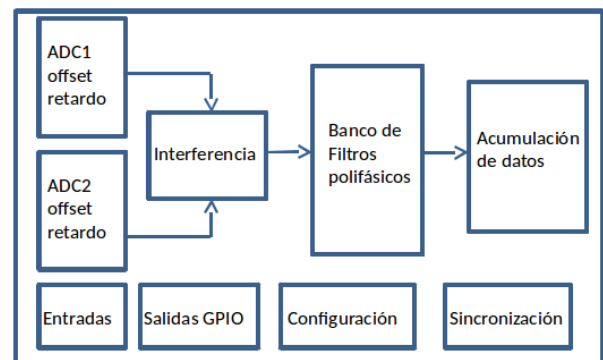 ADC1
offset
retardo
ADC2
offset
retardo
Interferencia
Banco de
Filtros
polifásicos
Acumulación
de datos
Entradas
Salidas GPIO
Configuración
Sincronización